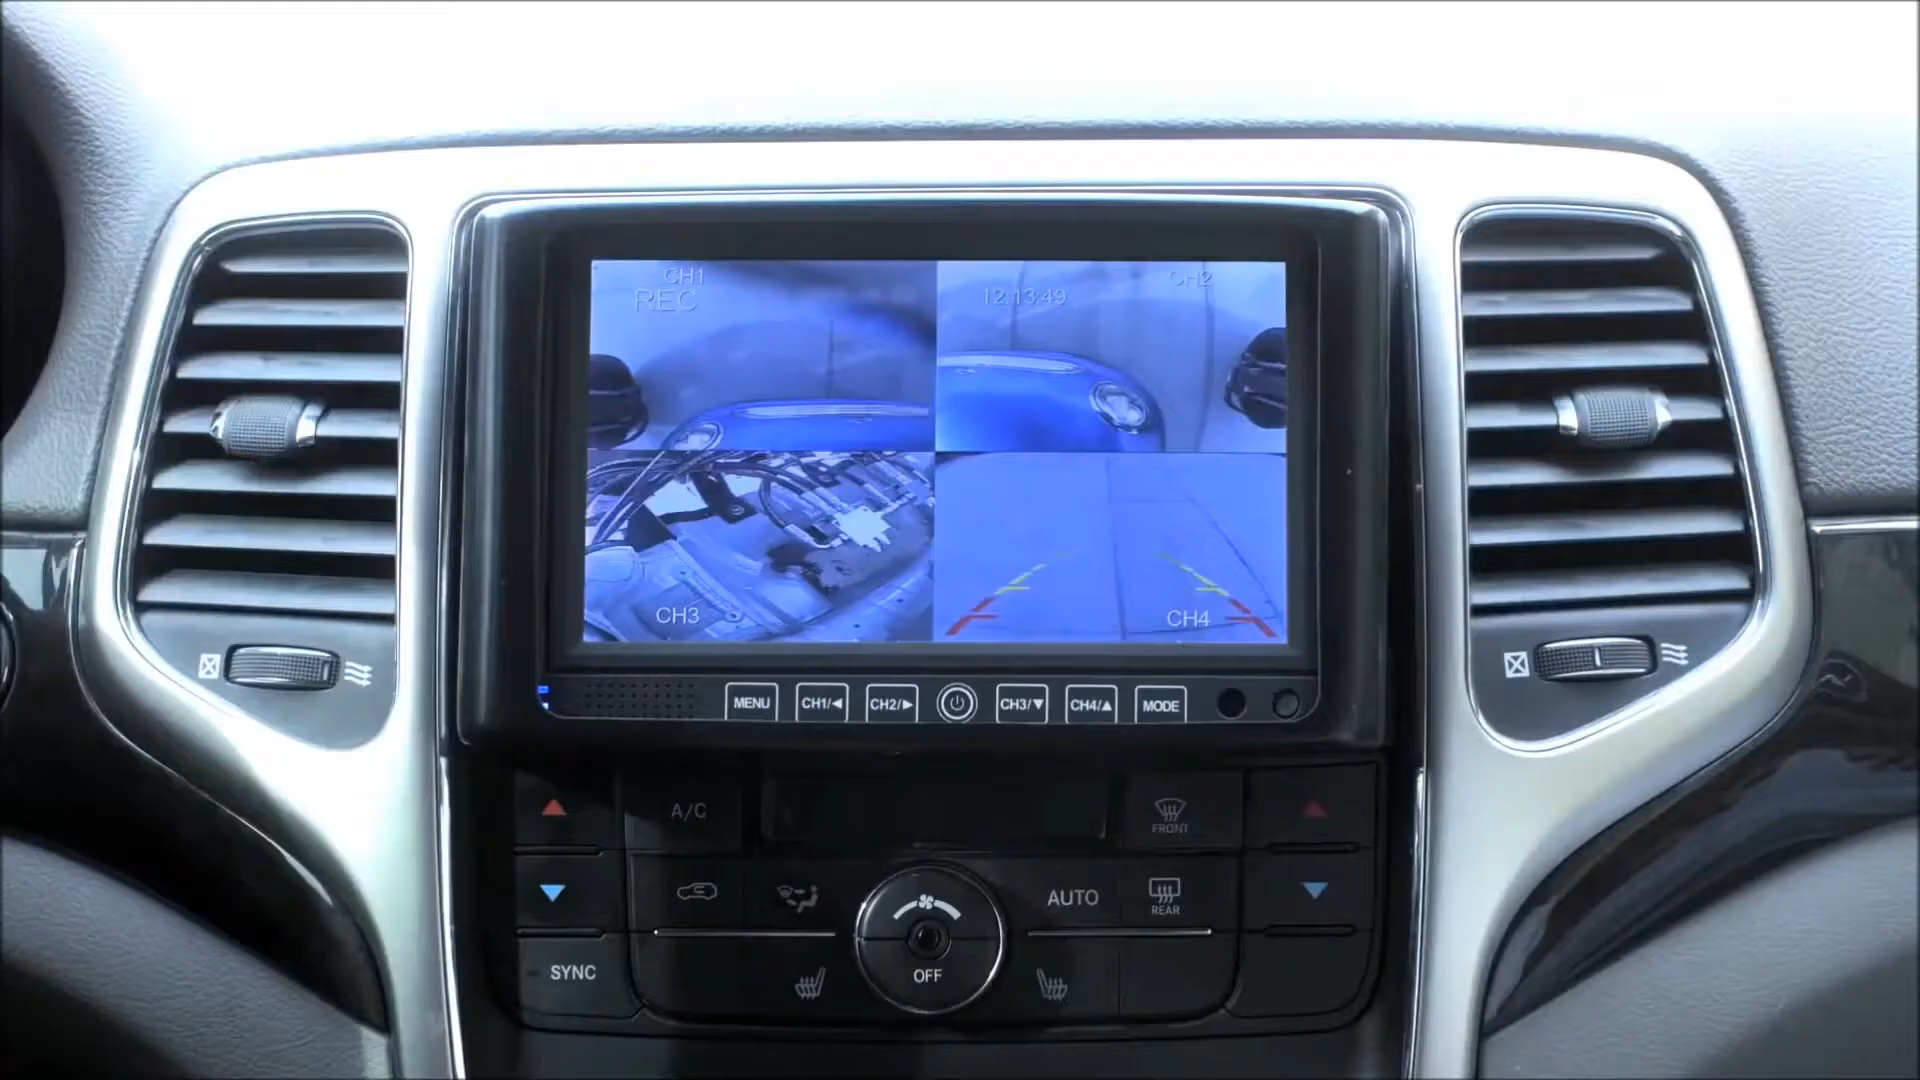 CH1
REC
CH2
12:13:49
CH3
CH4
MENU
CH1/◀
CH2/▶
CH3/▼
CH4/▲
MODE
A/C
FRONT
AUTO
REAR
SYNC
OFF